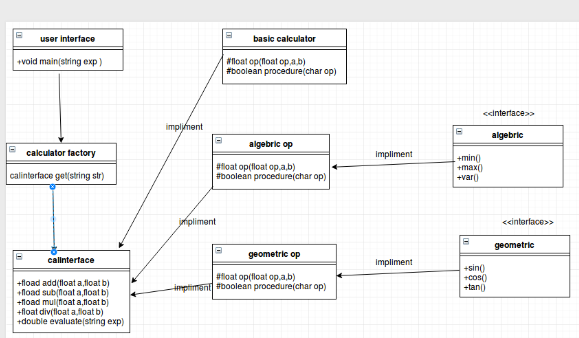 user interface
+void main(string exp )
basic calculator
#float op(float op,a,b)
#boolean procedure(char op)
impliment
<<interface>>
algebric
+min()
+max()
+var()
impliment
algebric op
#float op(float op,a,b)
#boolean procedure(char op)
calculator factory
calinterface get(string str)
impliment
<<interface>>
geometric
+sin()
+cos()
+tan()
impliment
geometric op
#float op(float op,a,b)
#boolean procedure(char op)
impliment
calinterface
+fload add(float a,float b)
+fload sub(float a,float b)
+fload mul(float a,float b)
+float div(float a,float b)
+double evaluate(string exp)